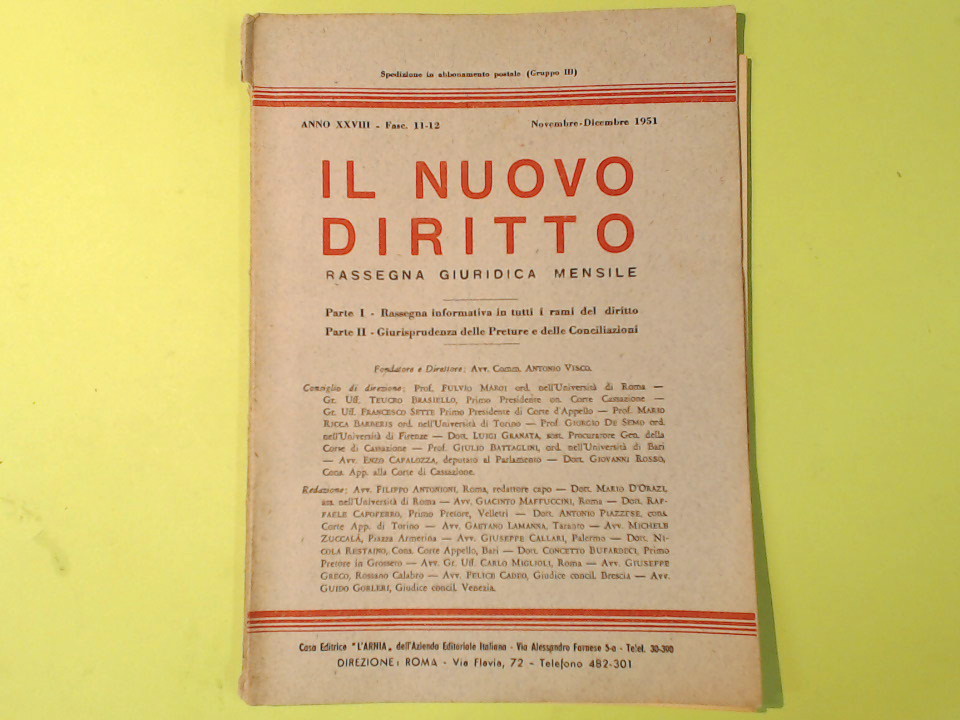 Spedizione in abbonamento postale (Gruppo III)
ANNO XXVIII - Fasc. 11-12 Novembre-Dicembre 1951
IL NUOVO
DIRITTO
RASSEGNA GIURIDICA MENSILE
Parte I - Rassegna informativa in tutti i rami del diritto
Parte II - Giurisprudenza delle Preture e delle Conciliazioni
Fondatore e Direttore: Avv. Comm. ANTONIO VISCO.
Consiglio di direzione: Prof. FULVIO MAROI ord. nell'Università di Roma —
Gr. Uff. TEUCRO BRASIELLO, Primo Presidente on. Corte Cassazione —
Gr. Uff. FRANCESCO SETTE Primo Presidente di Corte d'Appello — Prof. MARIO
RICCA BARBERIS ord. nell'Università di Torino — Prof GIORGIO DE SEMO ord.
nell'Università di Firenze — Dott. LUIGI GRANATA, sost. Procuratore Gen. della
Corte di Cassazione — Prof. GIULIO BATTAGLINI, ord. nell'Università di Bari
— Avv. ENZO CAPALOZZA, deputato al Parlamento — Dott. GIOVANNI ROSSO,
Cons. App. alla Corte di Cassazione.
Redazione: Avv. FILIPPO ANTONIONI, Roma, redattore capo — Dott. MARIO D'ORAZI,
ass. nell'Università di Roma — Avv. GIACINTO MAFFUCCINI, Roma — Dott. RAF-
FAELE CAPOFERRO, Primo Pretore, Velletri — Dott. ANTONIO PIAZZESE, cons.
Corte App. di Torino — Avv. GAETANO LAMANNA, Taranto — Avv. MICHELE
ZUCCALÀ, Piazza Armerina — Avv. GIUSEPPE CALLARI, Palermo — Dott. NI-
COLA RESTAINO, Cons. Corte Appello, Bari — Dott. CONCETTO BUFARDECI, Primo
Pretore in Grosseto — Avv. Gr. Uff. CARLO MIGLIOLI, Roma — Avv. GIUSEPPE
GRECO, Rossano Calabro — Avv. FELICE CADEO, Giudice concil. Brescia — Avv.
GUIDO GORLERI, Giudice concil. Venezia.
Casa Editrice "L'ARNIA„ dell'Azienda Editoriale Italiana - Via Alessandro Farnese 5-a - Telef. 30-390
DIREZIONE: ROMA - Via Flavia, 72 - Telefono 482-301